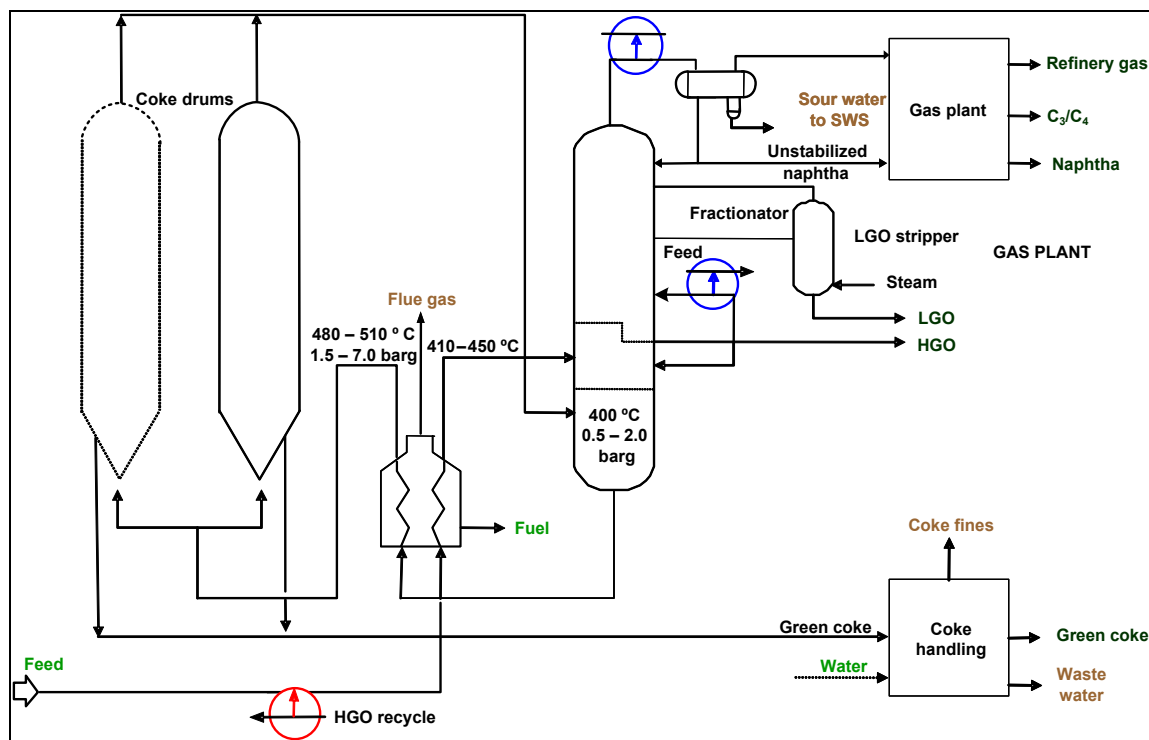 Coke drums
Refinery gas
Sour water
to SWS
Gas plant
C₃/C₄
Unstabilized
naphtha
Naphtha
Fractionator
LGO stripper
GAS PLANT
Feed
Steam
Flue gas
LGO
480 – 510 º C
1.5 – 7.0 barg
410–450 ºC
HGO
400 ºC
0.5 – 2.0
barg
Fuel
Coke fines
Green coke
Coke
handling
Green coke
Feed
Water
Waste
water
HGO recycle